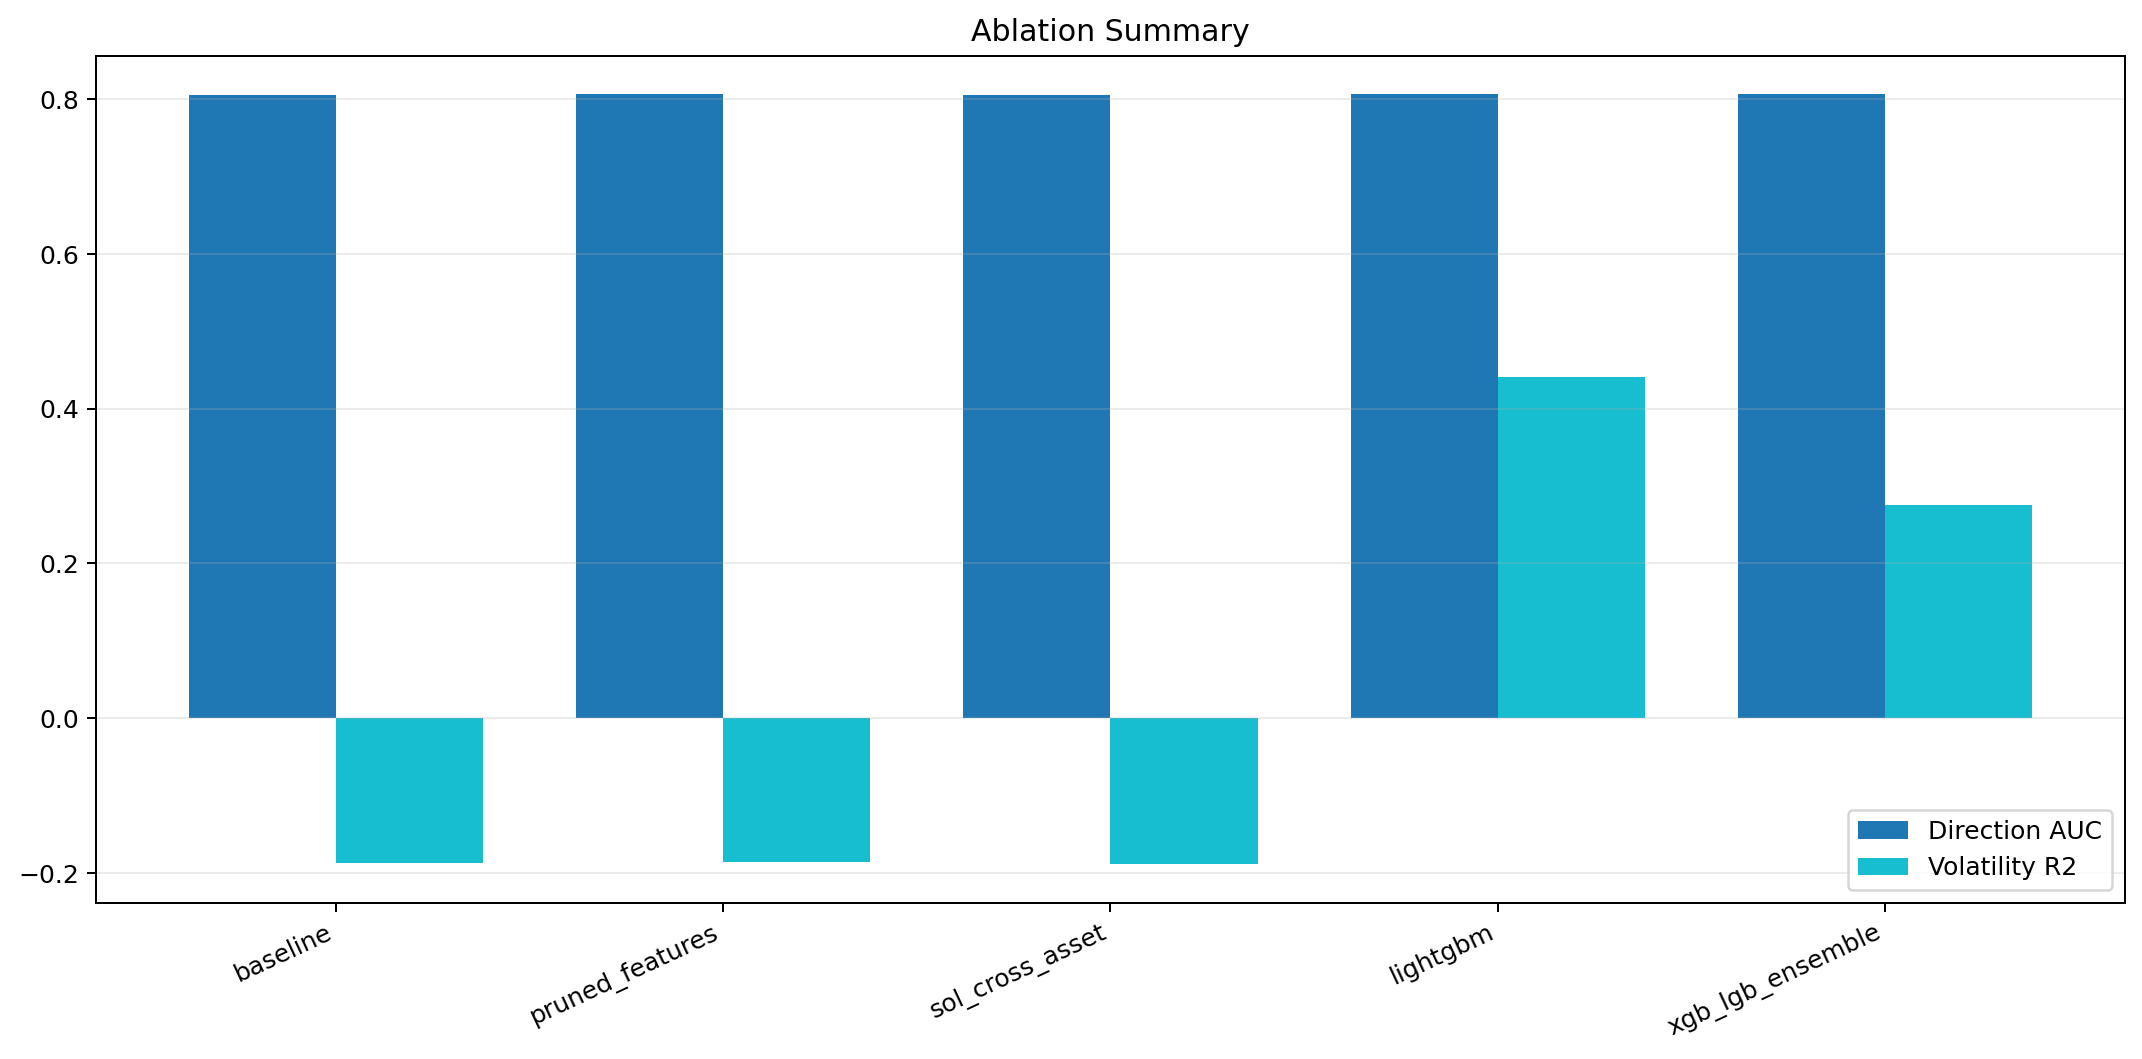 Ablation Summary
0.8
0.6
0.4
0.2
0.0
−0.2
Direction AUC
Volatility R2
baseline
pruned_features
sol_cross_asset
lightgbm
xgb_lgb_ensemble